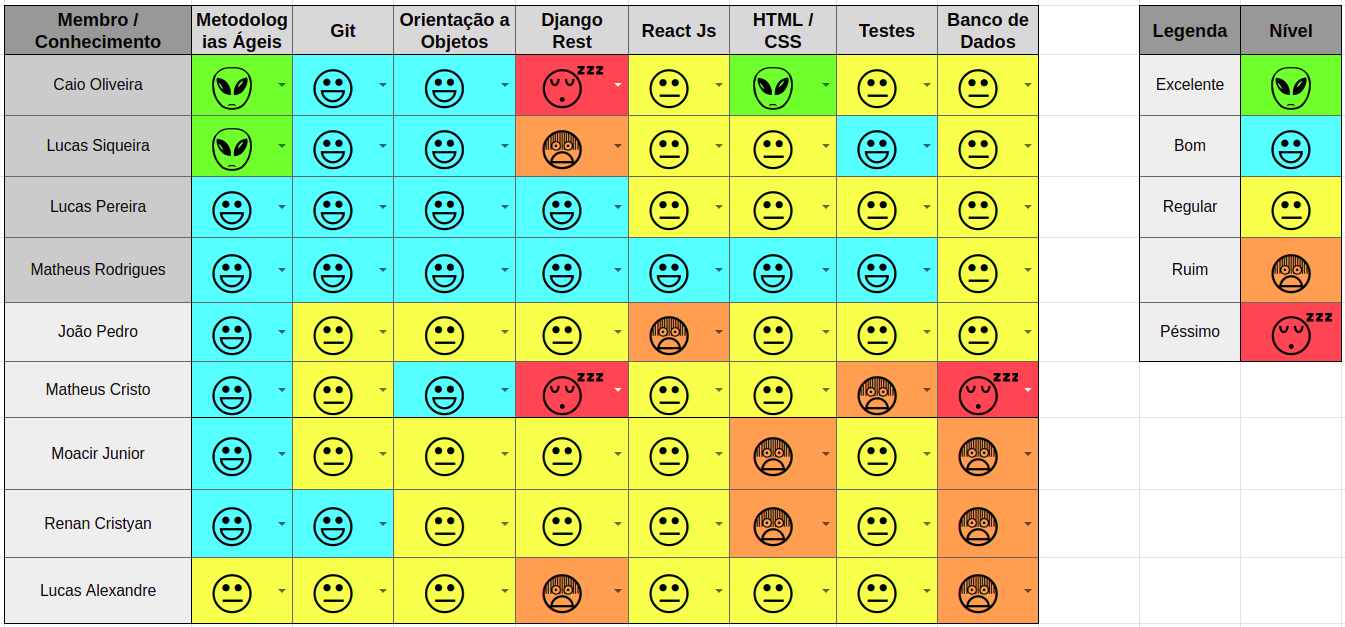 Membro / Conhecimento
Metodolog
ias Ágeis
Git
Orientação a
Objetos
Django
Rest
React Js
HTML /
CSS
Testes
Banco de
Dados
Legenda
Nível
Caio Oliveira
zzz
Excelente
Lucas Siqueira
Bom
Lucas Pereira
Regular
Matheus Rodrigues
Ruim
João Pedro
Péssimo
zzz
Matheus Cristo
zzz
zzz
Moacir Junior
Renan Cristyan
Lucas Alexandre